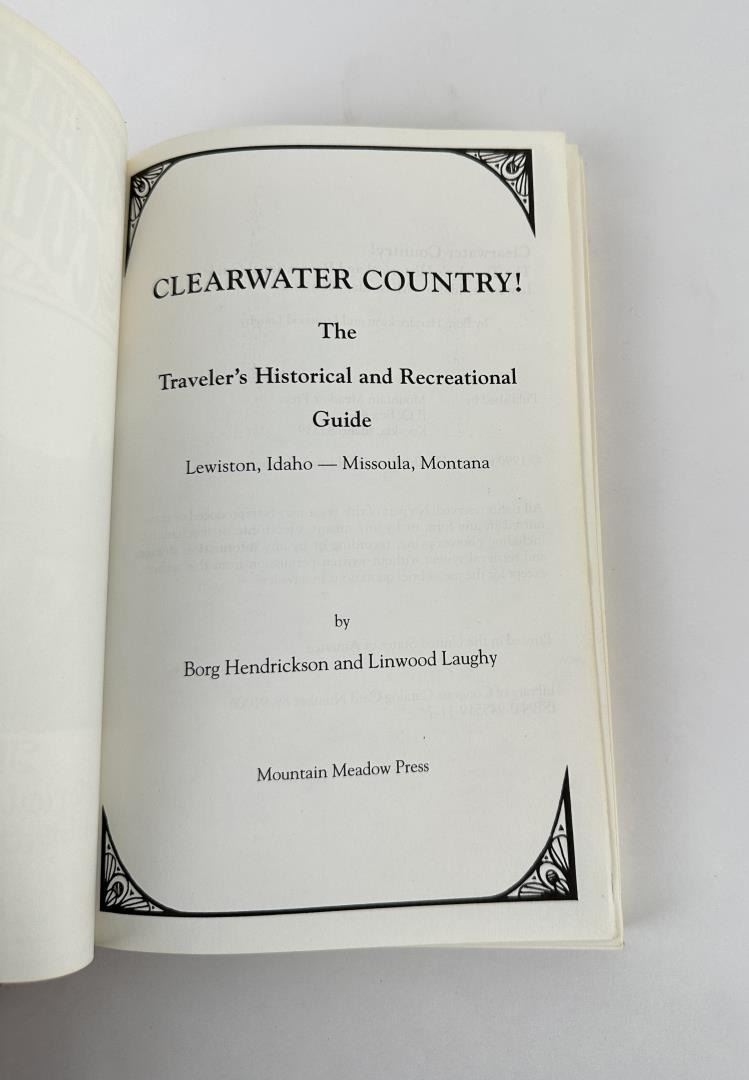 CLEARWATER COUNTRY!
The
Traveler's Historical and Recreational
Guide
Lewiston, Idaho — Missoula, Montana
by
Borg Hendrickson and Linwood Laughy
Mountain Meadow Press